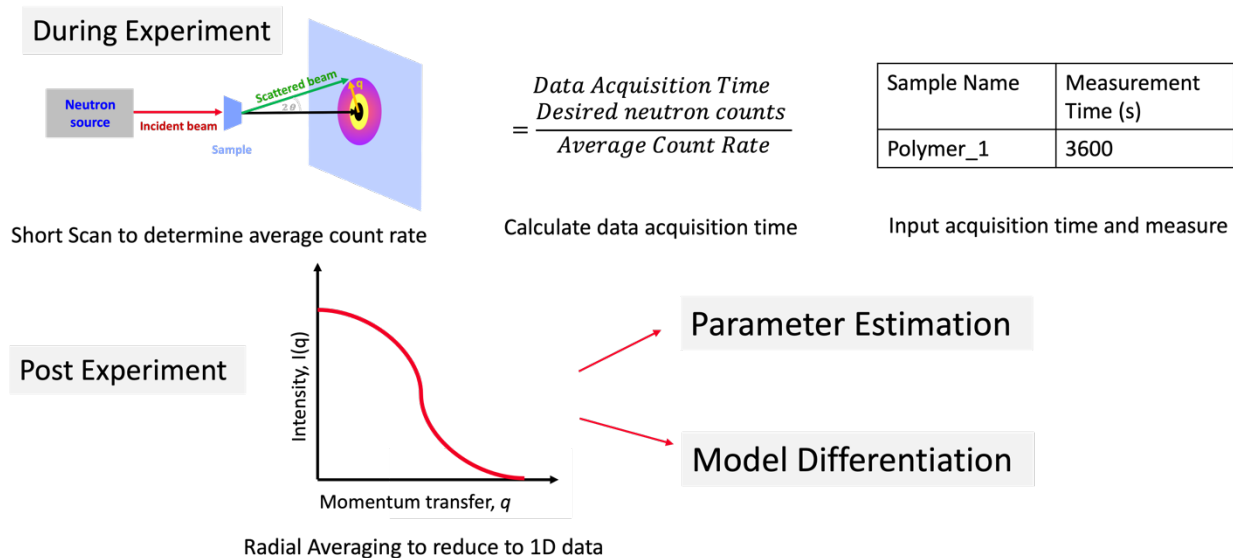 During Experiment
Neutron
source
Incident beam
Sample
Scattered beam
2θ
q
Short Scan to determine average count rate
Data Acquisition Time
= Desired neutron counts
Average Count Rate
Calculate data acquisition time
Sample Name
Measurement
Time (s)
Polymer_1
3600
Input acquisition time and measure
Post Experiment
Intensity, I(q)
Momentum transfer, q
Radial Averaging to reduce to 1D data
Parameter Estimation
Model Differentiation